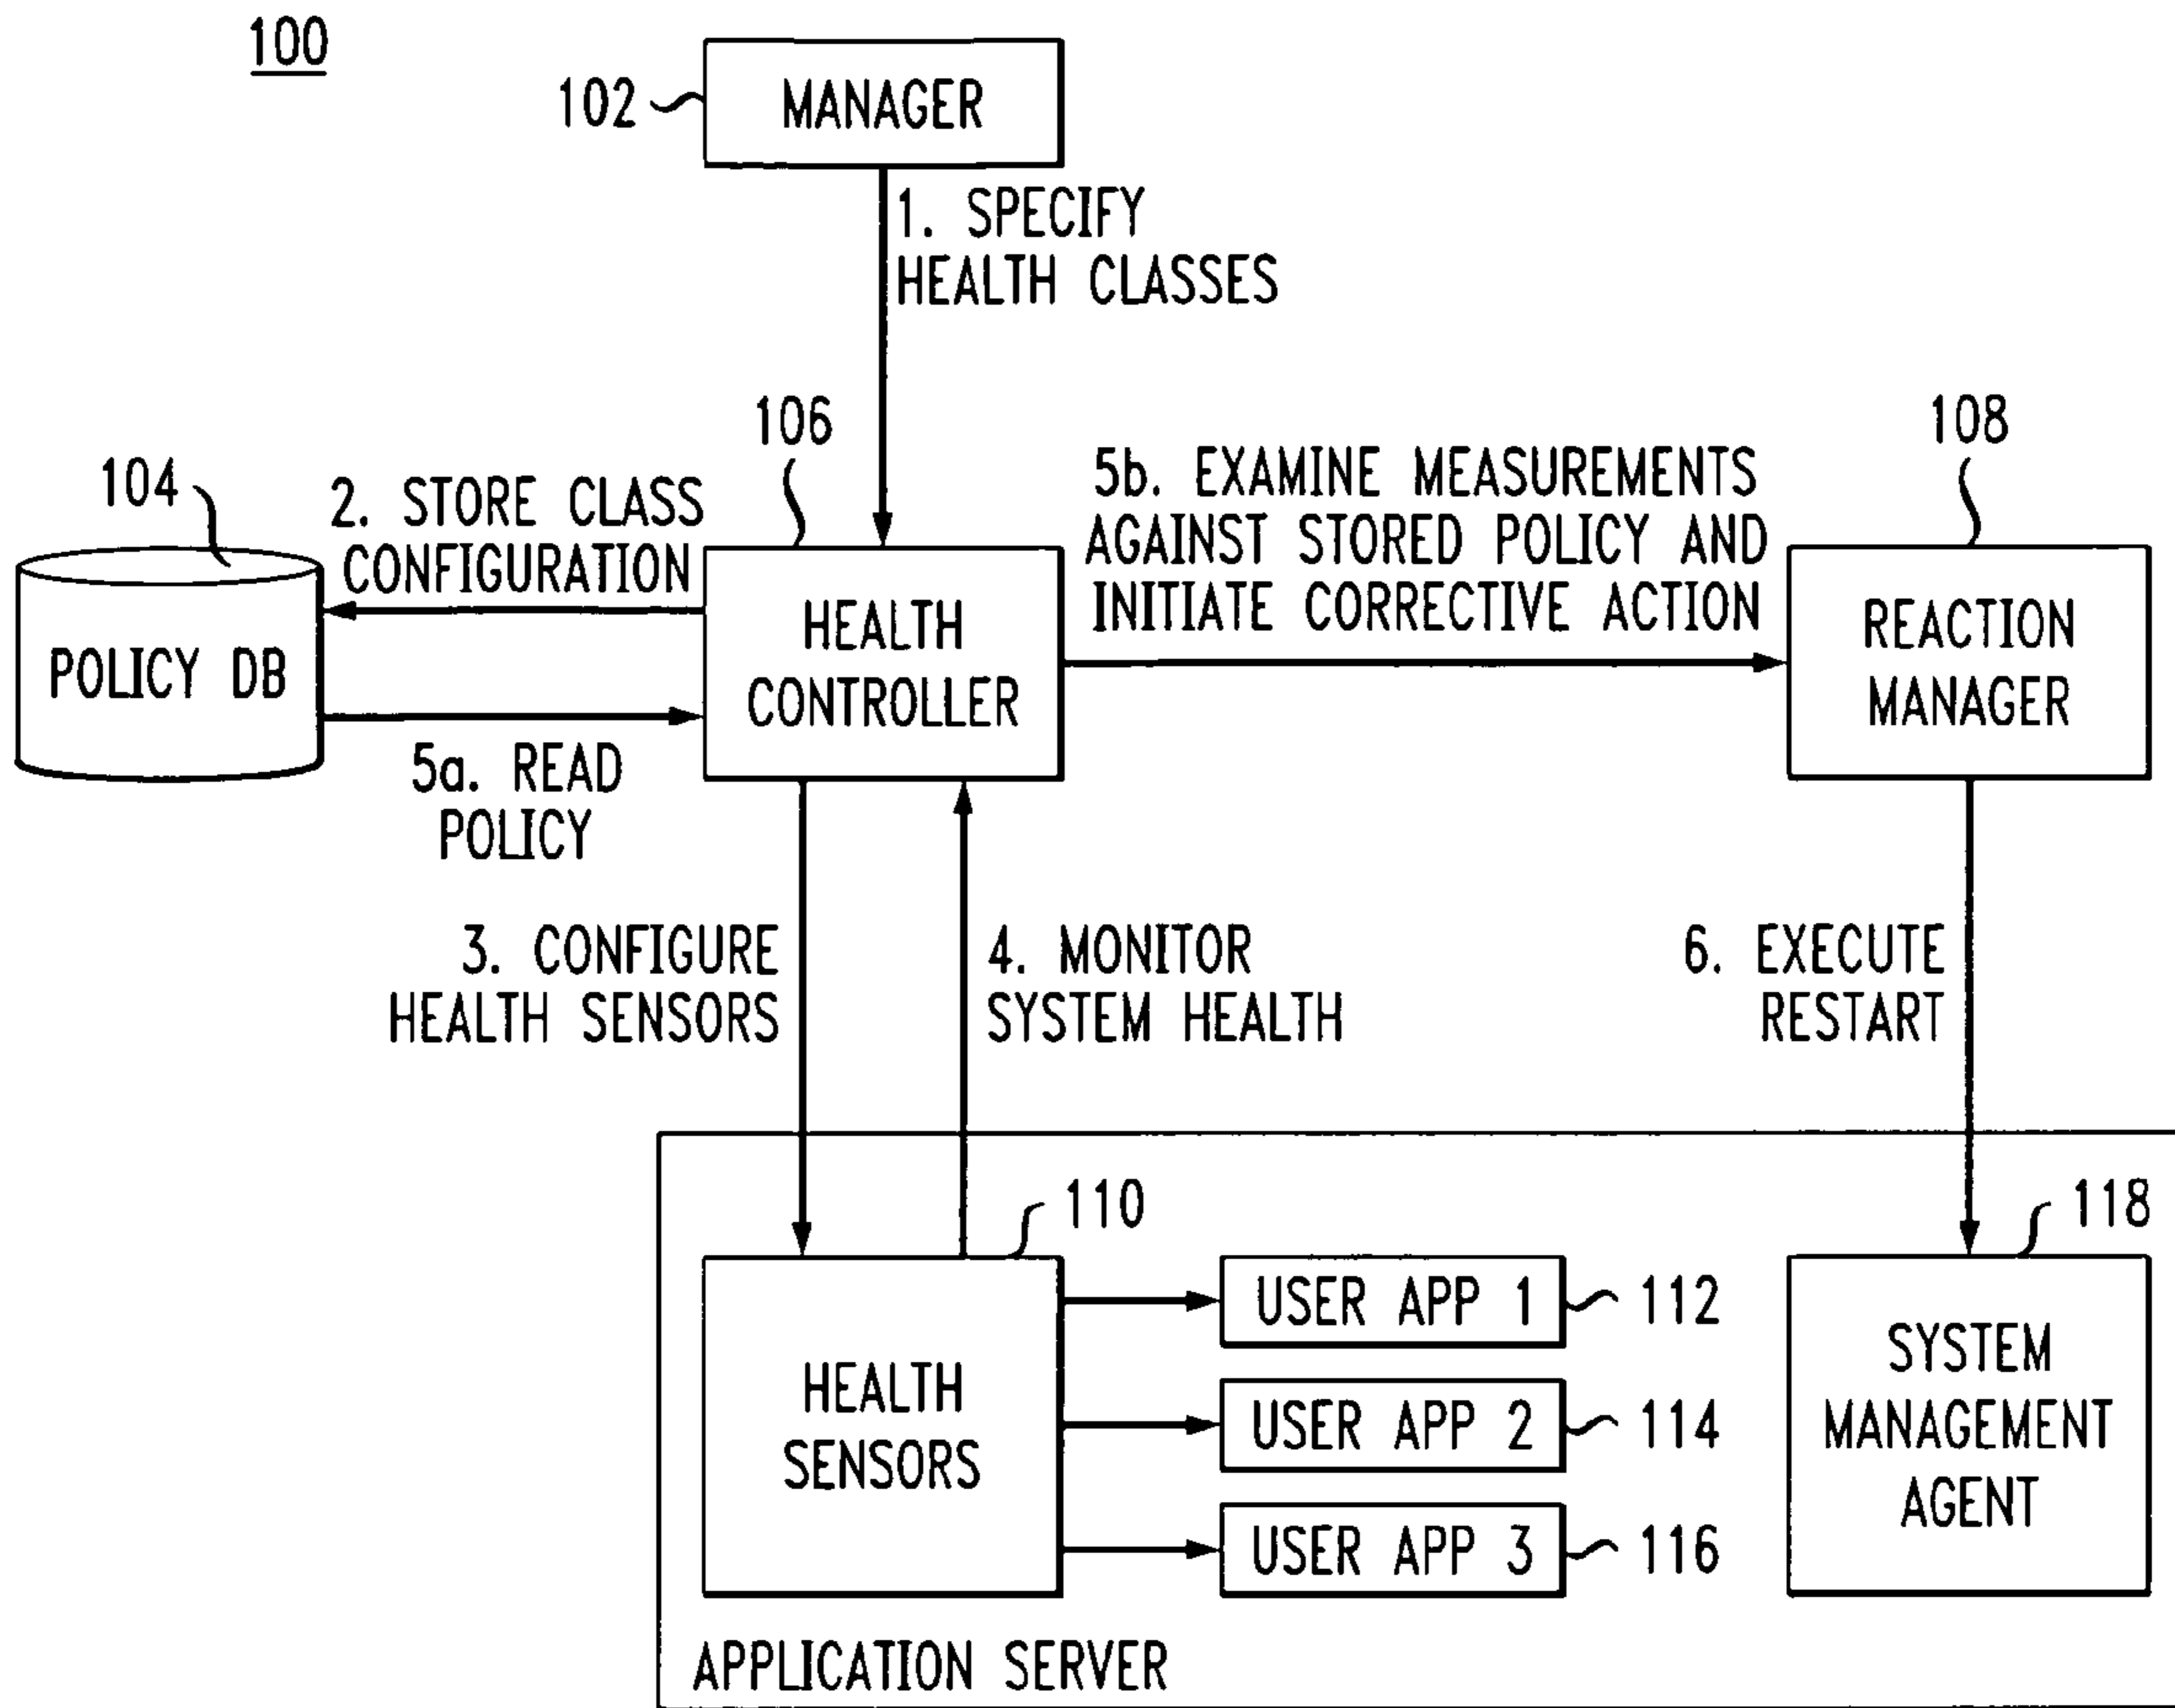 100
102
MANAGER
1. SPECIFY
HEALTH CLASSES
104
2. STORE CLASS
CONFIGURATION
106
5b. EXAMINE MEASUREMENTS
AGAINST STORED POLICY AND
INITIATE CORRECTIVE ACTION
108
POLICY DB
HEALTH
CONTROLLER
REACTION
MANAGER
5a. READ
POLICY
3. CONFIGURE
HEALTH SENSORS
4. MONITOR
SYSTEM HEALTH
6. EXECUTE
RESTART
110
118
HEALTH
SENSORS
USER APP 1
112
USER APP 2
114
USER APP 3
116
SYSTEM
MANAGEMENT
AGENT
APPLICATION SERVER